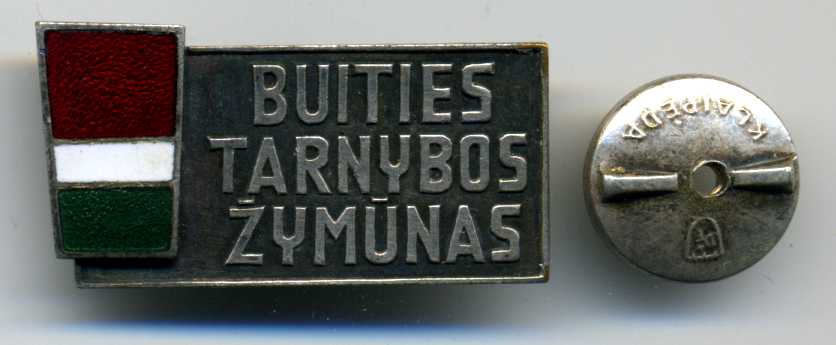 BUITIES
TARNYBOS
ŽYMŪNAS
KLAIPĖDA